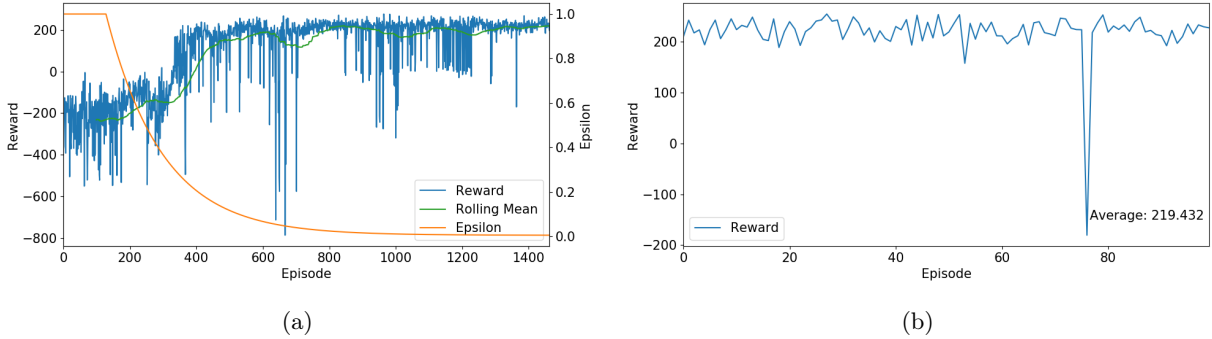 200
0
−200
−400
−600
−800
Reward
0 200 400 600 800 1000 1200 1400
Episode
1.0
0.8
0.6
0.4
0.2
0.0
Epsilon
Reward
Rolling Mean
Epsilon
(a)
200
100
0
−100
−200
Reward
0 20 40 60 80
Episode
Average: 219.432
Reward
(b)